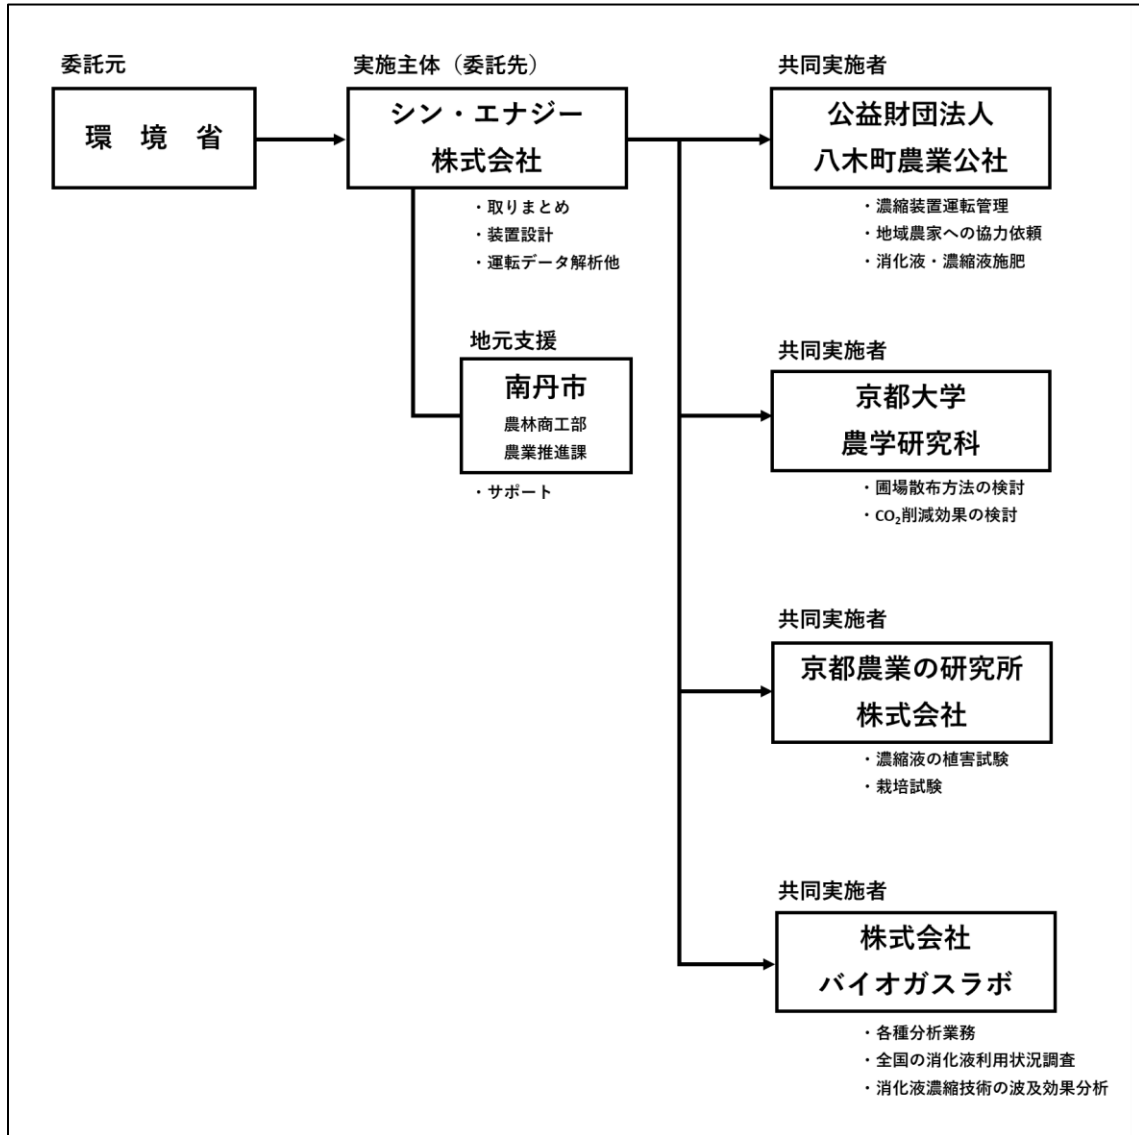 委託元
環　境　省
実施主体（委託先）
シン・エナジー
株式会社
・取りまとめ
・装置設計
・運転データ解析他
地元支援
南丹市
農林商工部
農業推進課
・サポート
共同実施者
公益財団法人
八木町農業公社
・濃縮装置運転管理
・地域農家への協力依頼
・消化液・濃縮液施肥
共同実施者
京都大学
農学研究科
・圃場散布方法の検討
・CO₂削減効果の検討
共同実施者
京都農業の研究所
株式会社
・濃縮液の植害試験
・栽培試験
共同実施者
株式会社
バイオガスラボ
・各種分析業務
・全国の消化液利用状況調査
・消化液濃縮技術の波及効果分析